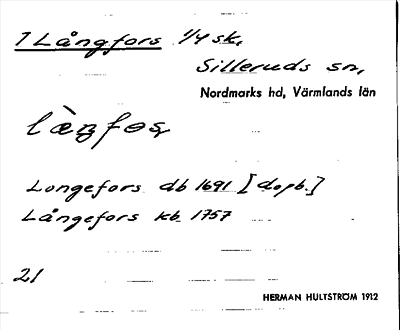 1 Långfors 1/4 sk,
Silleruds sn,
Nordmarks hd, Värmlands län
Longefors db 1691 [dopb.]
Långefors kb 1757
21
HERMAN HULTSTRÖM 1912